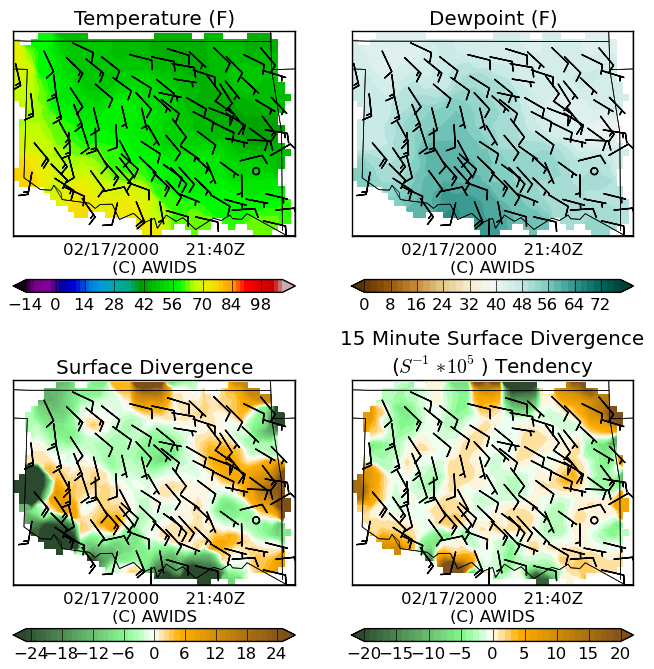 Temperature (F)
Dewpoint (F)
02/17/2000 21:40Z
(C) AWIDS
02/17/2000 21:40Z
(C) AWIDS
−14 0 14 28 42 56 70 84 98
0 8 16 24 32 40 48 56 64 72
15 Minute Surface Divergence
Surface Divergence
(S⁻¹ *10⁵ ) Tendency
02/17/2000 21:40Z
(C) AWIDS
02/17/2000 21:40Z
(C) AWIDS
−24 −18 −12 −6 0 6 12 18 24
−20 −15 −10 −5 0 5 10 15 20